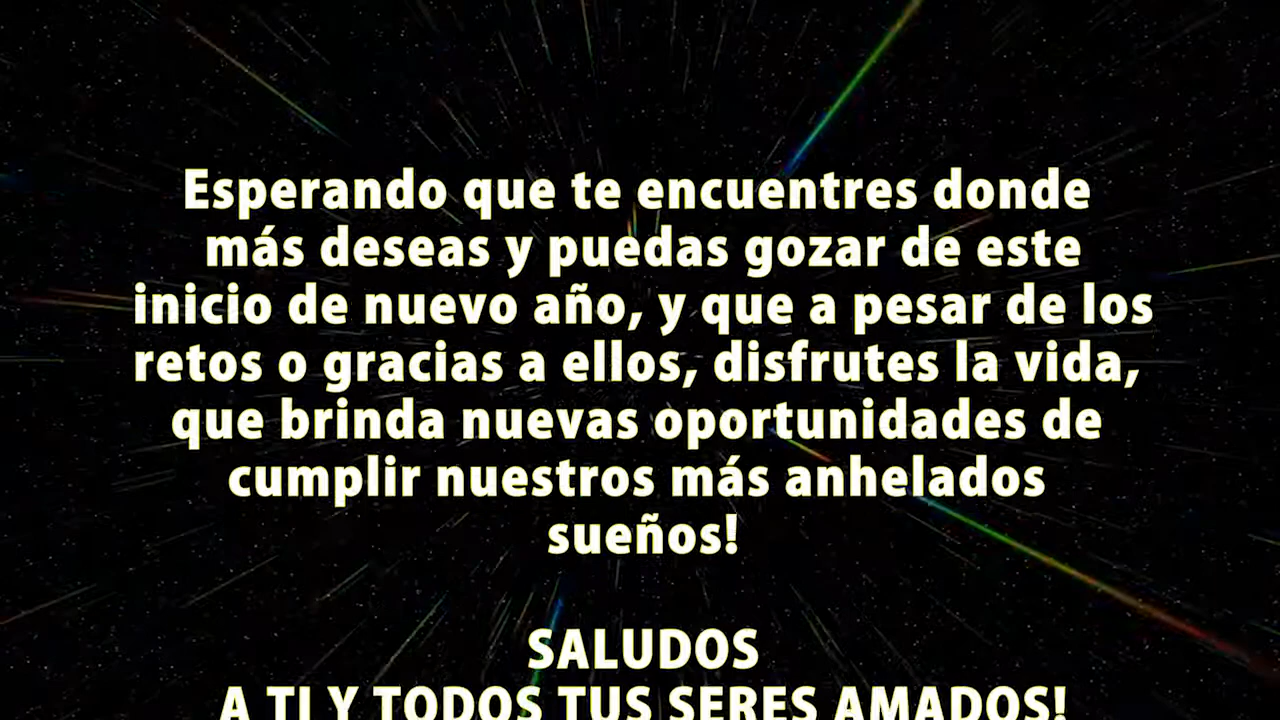 Esperando que te encuentres donde
más deseas y puedas gozar de este
inicio de nuevo año, y que a pesar de los
retos o gracias a ellos, disfrutes la vida,
que brinda nuevas oportunidades de
cumplir nuestros más anhelados
sueños!
SALUDOS
A TI Y TODOS TUS SERES AMADOS!